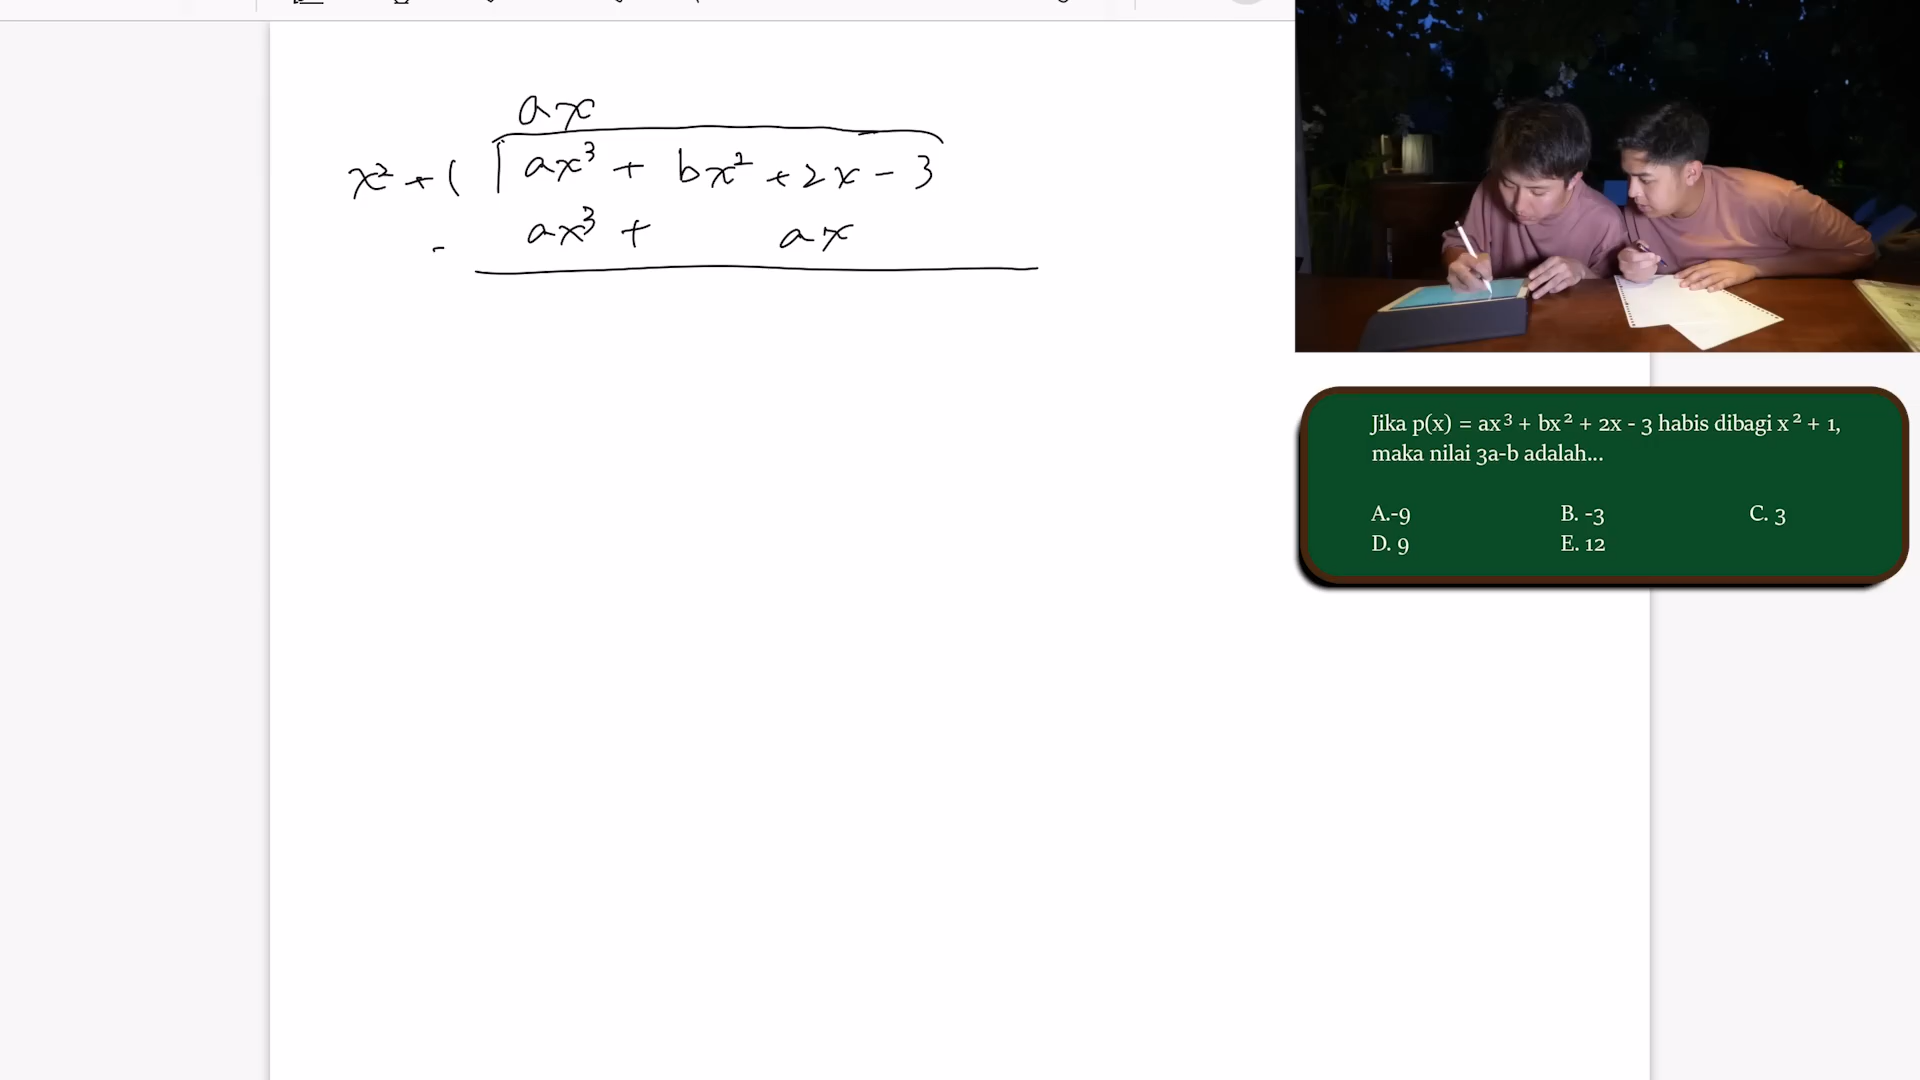 ax
x² + 1 | ax³ + bx² + 2x - 3
- ax³ + ax
Jika p(x) = ax³ + bx² + 2x - 3 habis dibagi x² + 1,
maka nilai 3a-b adalah...
A.-9 B. -3 C. 3
D. 9 E. 12